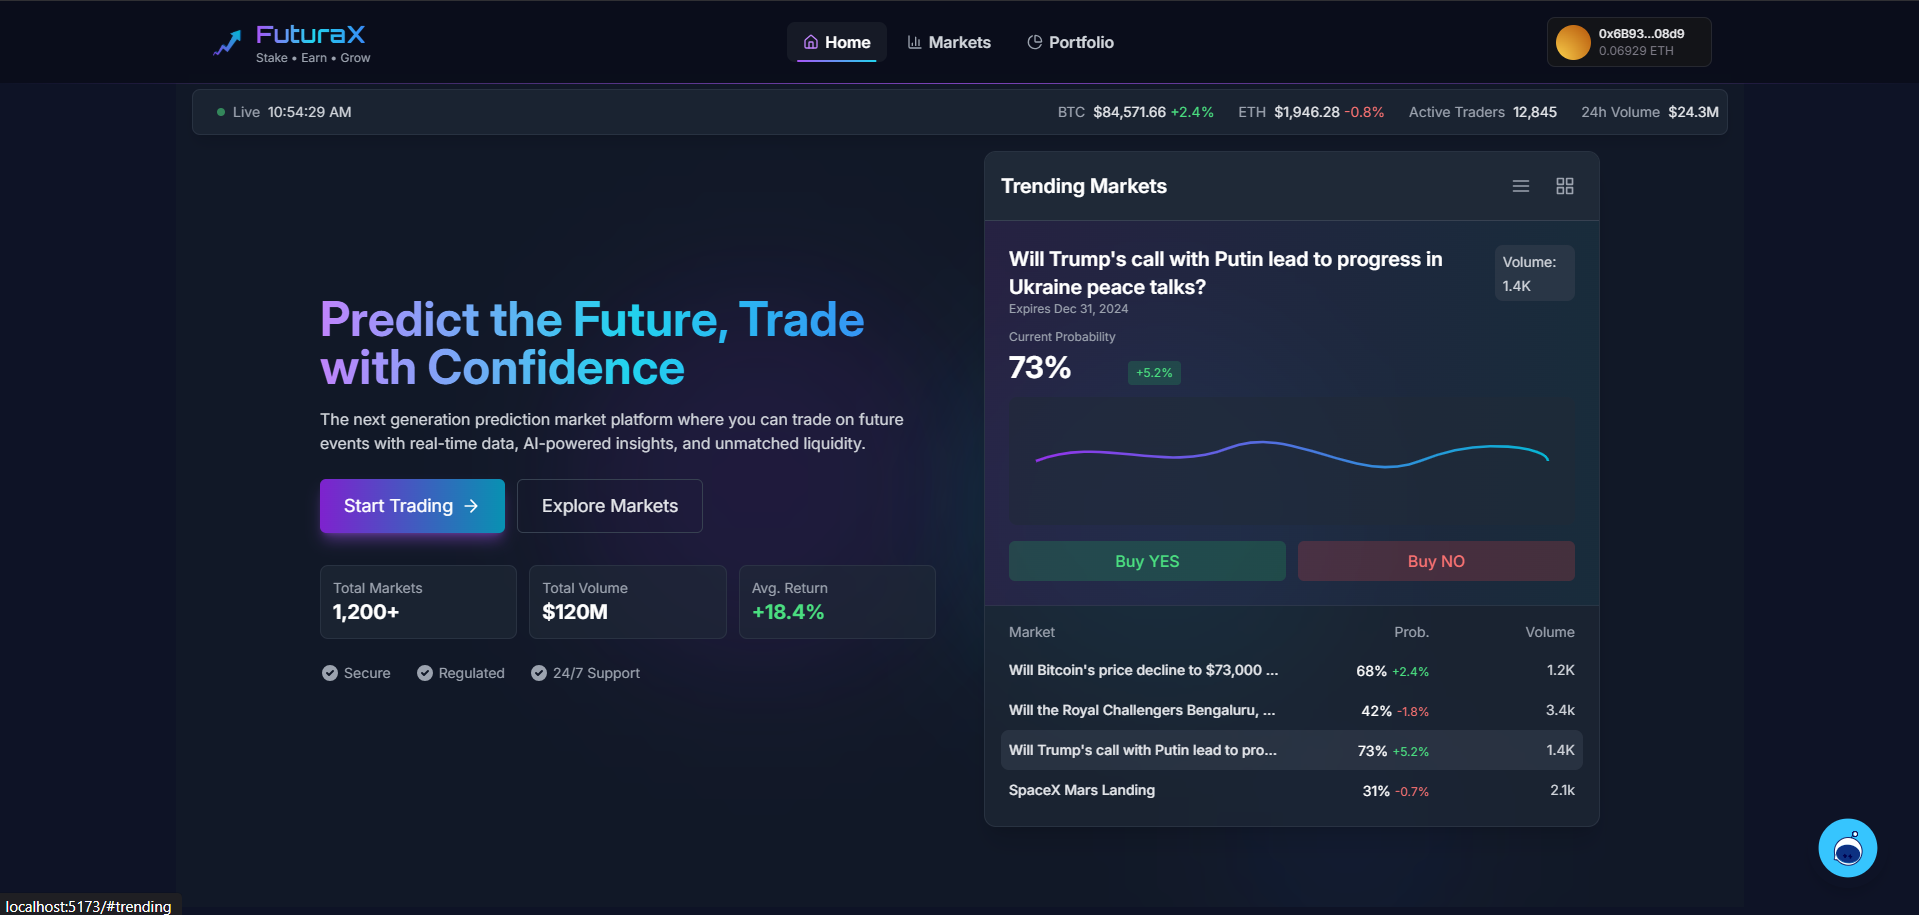 FuturaX
Stake • Earn • Grow
Home
Markets
Portfolio
0x6B93...08d9
0.06929 ETH
Live 10:54:29 AM
BTC $84,571.66 +2.4%
ETH $1,946.28 -0.8%
Active Traders 12,845
24h Volume $24.3M
Predict the Future, Trade
with Confidence
The next generation prediction market platform where you can trade on future
events with real-time data, AI-powered insights, and unmatched liquidity.
Start Trading →
Explore Markets
Total Markets
1,200+
Total Volume
$120M
Avg. Return
+18.4%
Secure
Regulated
24/7 Support
Trending Markets
Will Trump's call with Putin lead to progress in
Ukraine peace talks?
Volume:
1.4K
Expires Dec 31, 2024
Current Probability
73%
+5.2%
Buy YES
Buy NO
Market Prob. Volume
Will Bitcoin's price decline to $73,000 ... 68% +2.4% 1.2K
Will the Royal Challengers Bengaluru, ... 42% -1.8% 3.4k
Will Trump's call with Putin lead to pro... 73% +5.2% 1.4K
SpaceX Mars Landing 31% -0.7% 2.1k
localhost:5173/#trending